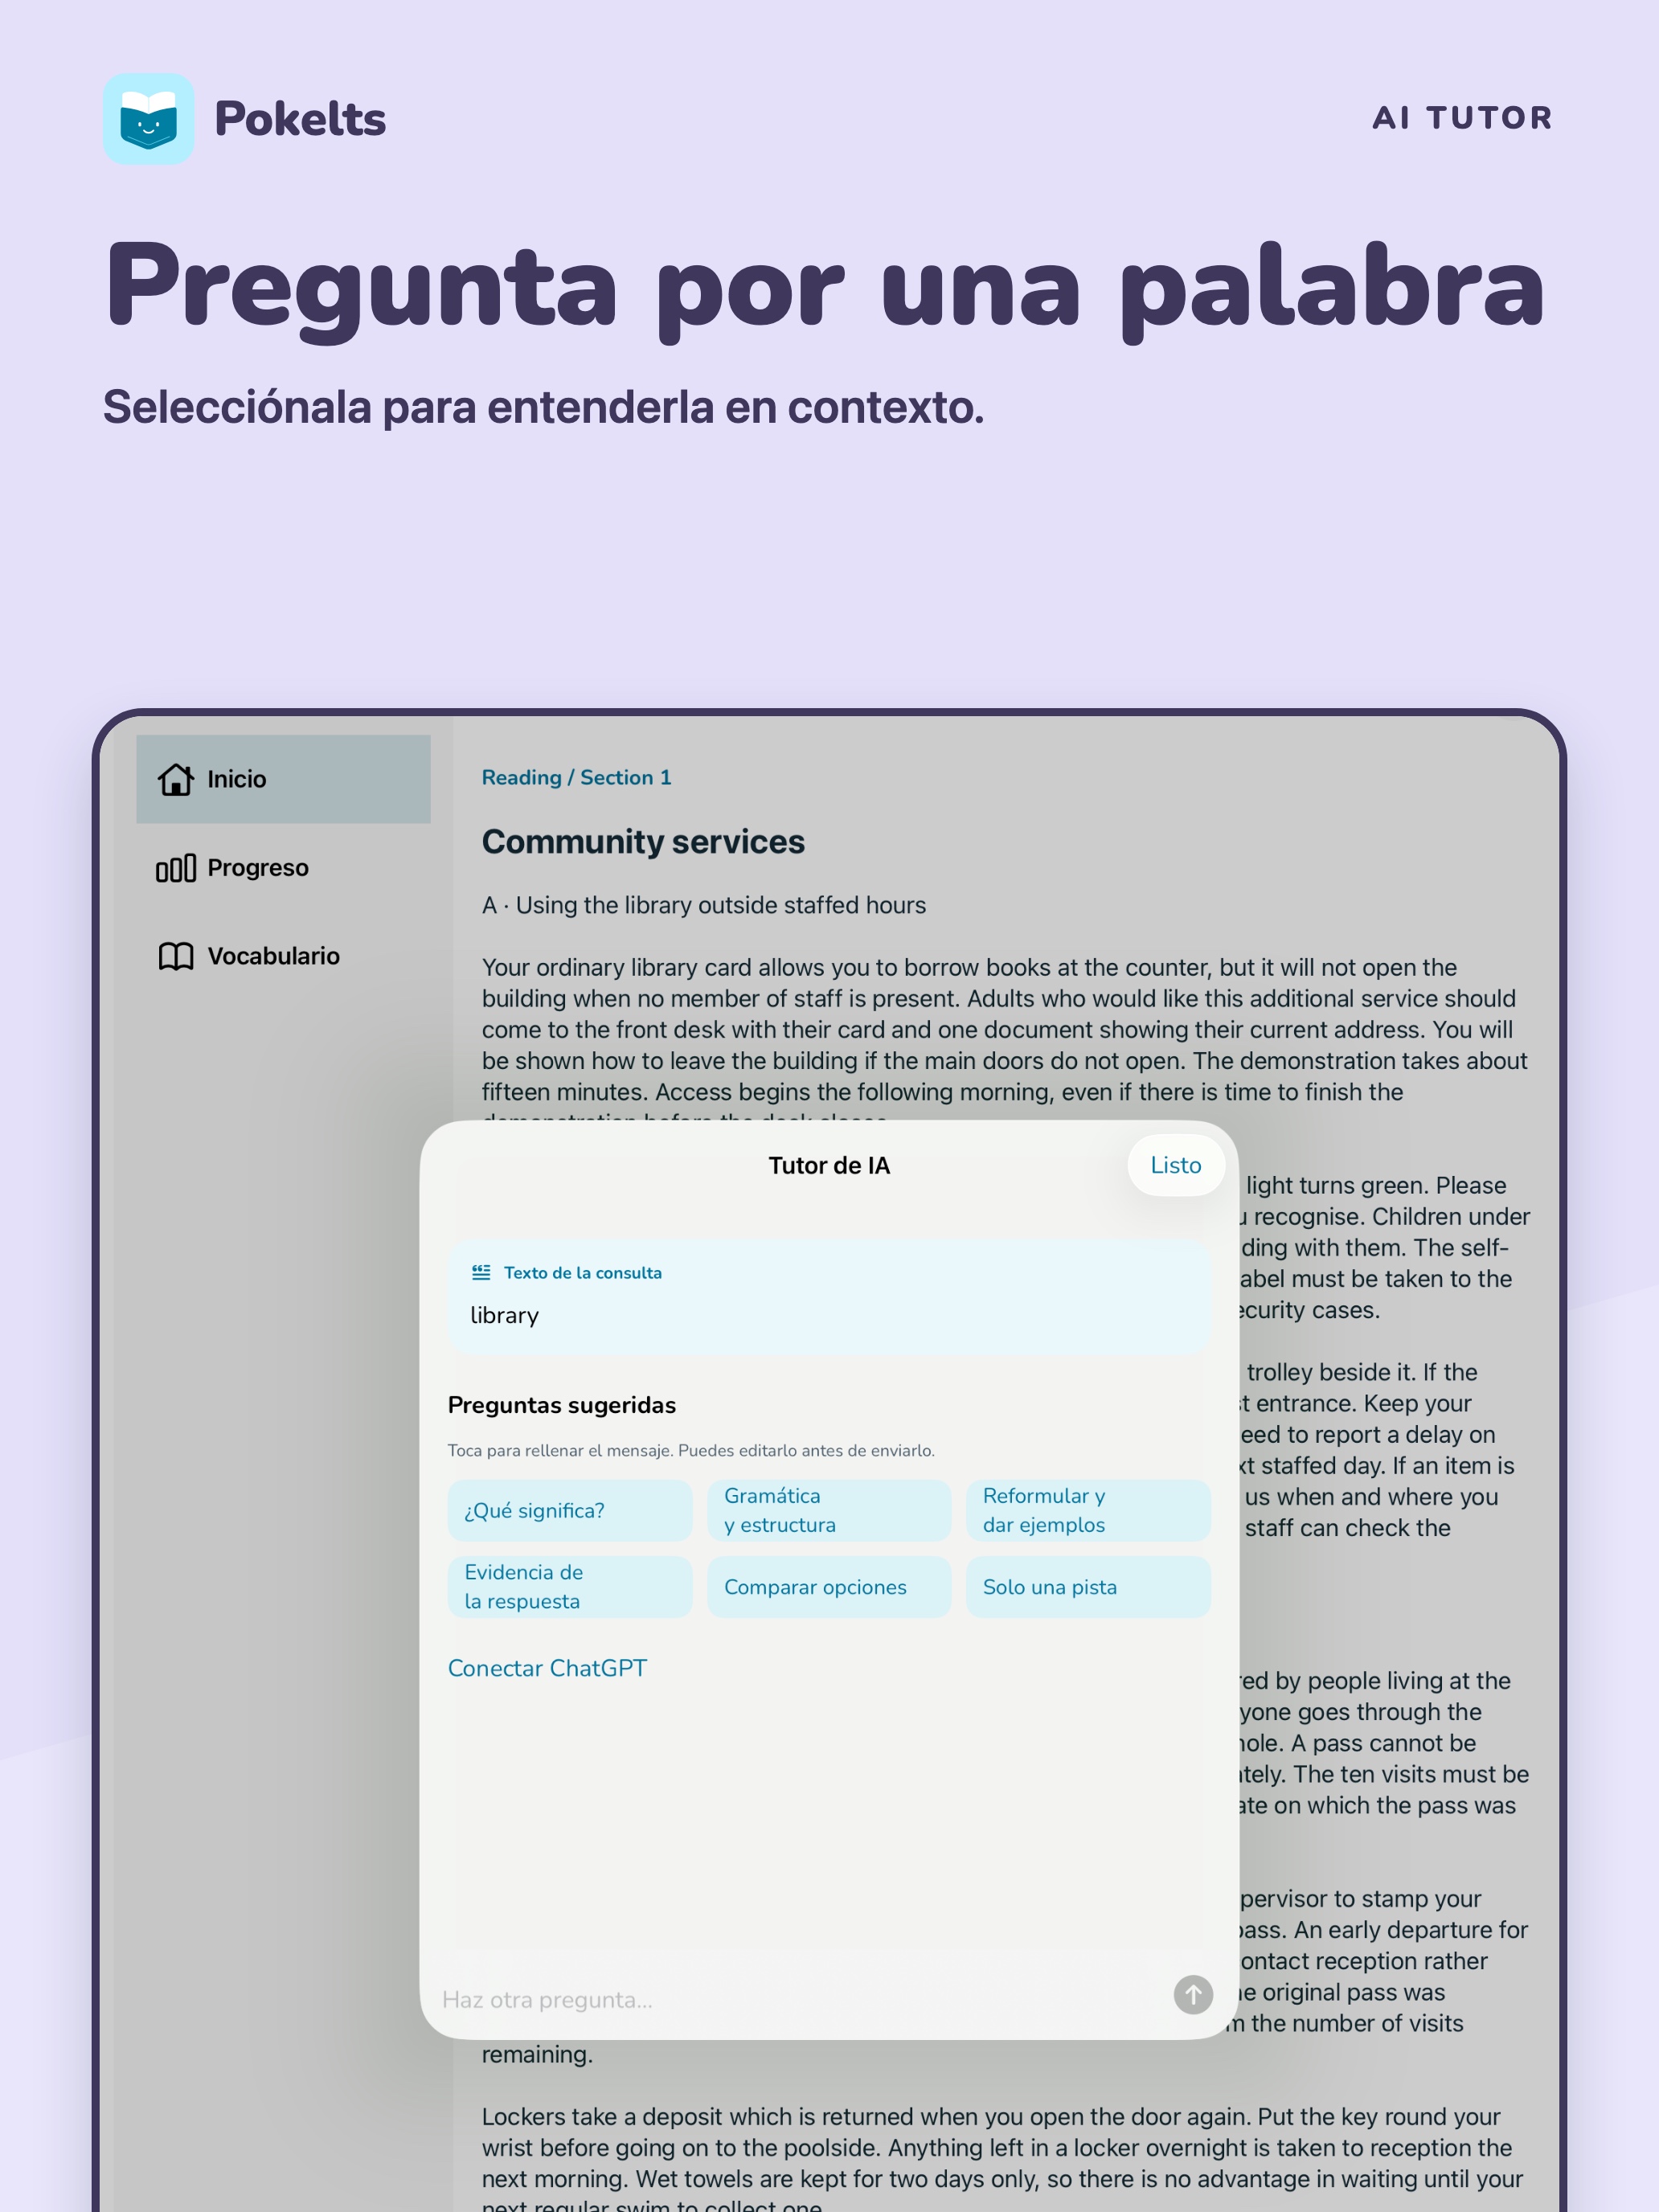 Pokelts
AI TUTOR
Pregunta por una palabra
Selecciónala para entenderla en contexto.
Inicio
Progreso
Vocabulario
Reading / Section 1
Community services
A · Using the library outside staffed hours
Your ordinary library card allows you to borrow books at the counter, but it will not open the
building when no member of staff is present. Adults who would like this additional service should
come to the front desk with their card and one document showing their current address. You will
be shown how to leave the building if the main doors do not open. The demonstration takes about
fifteen minutes. Access begins the following morning, even if there is time to finish the
demonstration before the desk closes.
Tutor de IA
Listo
Texto de la consulta
library
Preguntas sugeridas
Toca para rellenar el mensaje. Puedes editarlo antes de enviarlo.
¿Qué significa?
Gramática
y estructura
Reformular y
dar ejemplos
Evidencia de
la respuesta
Comparar opciones
Solo una pista
Conectar ChatGPT
Haz otra pregunta...
light turns green. Please
recognise. Children under
with them. The self-
must be taken to the
cases.
trolley beside it. If the
entrance. Keep your
to report a delay on
staffed day. If an item is
us when and where you
staff can check the
by people living at the
goes through the
A pass cannot be
The ten visits must be
on which the pass was
to stamp your
An early departure for
reception rather
original pass was
the number of visits
remaining.
Lockers take a deposit which is returned when you open the door again. Put the key round your
wrist before going on to the poolside. Anything left in a locker overnight is taken to reception the
next morning. Wet towels are kept for two days only, so there is no advantage in waiting until your
next regular swim to collect one.